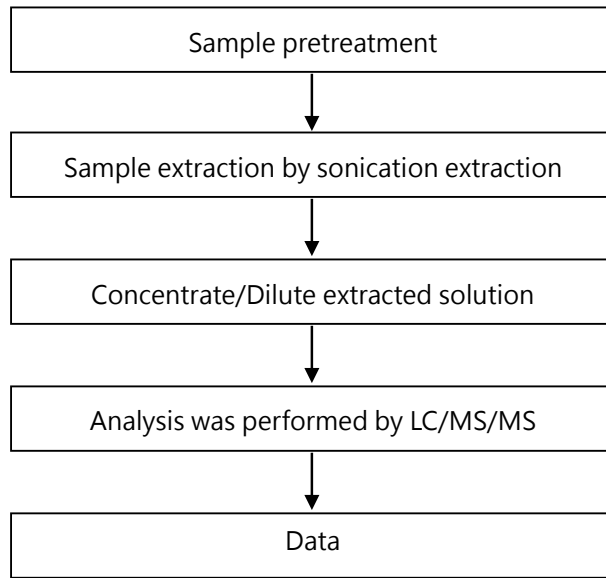 Sample pretreatment
Sample extraction by sonication extraction
Concentrate/Dilute extracted solution
Analysis was performed by LC/MS/MS
Data